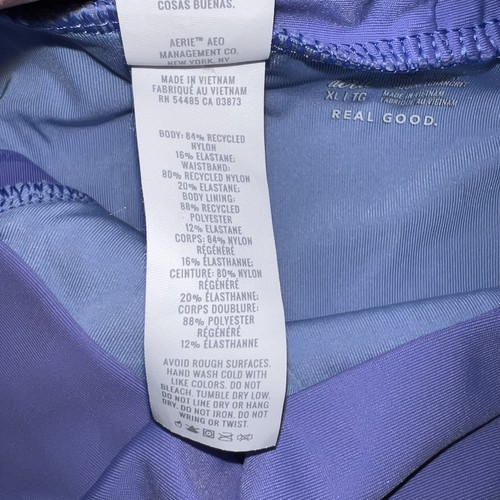 COSAS BUENAS.
AERIE™ AEO
MANAGEMENT CO.
NEW YORK, NY
MADE IN VIETNAM
FABRIQUÉ AU VIETNAM
RN 54485 CA 03873
BODY: 84% RECYCLED
NYLON
16% ELASTANE;
WAISTBAND:
80% RECYCLED NYLON
20% ELASTANE;
BODY LINING:
88% RECYCLED
POLYESTER
12% ELASTANE
CORPS: 84% NYLON
RÉGÉNÉRÉ
16% ÉLASTHANNE;
CEINTURE: 80% NYLON
RÉGÉNÉRÉ
20% ÉLASTHANNE;
CORPS DOUBLURE:
88% POLYESTER
RÉGÉNÉRÉ
12% ÉLASTHANNE
AVOID ROUGH SURFACES.
HAND WASH COLD WITH
LIKE COLORS. DO NOT
BLEACH. TUMBLE DRY LOW.
DO NOT LINE DRY OR HANG
DRY. DO NOT IRON. DO NOT
WRING OR TWIST.
aerie
XL | TG
MADE IN VIETNAM
FABRIQUÉ AU VIETNAM
REAL GOOD.